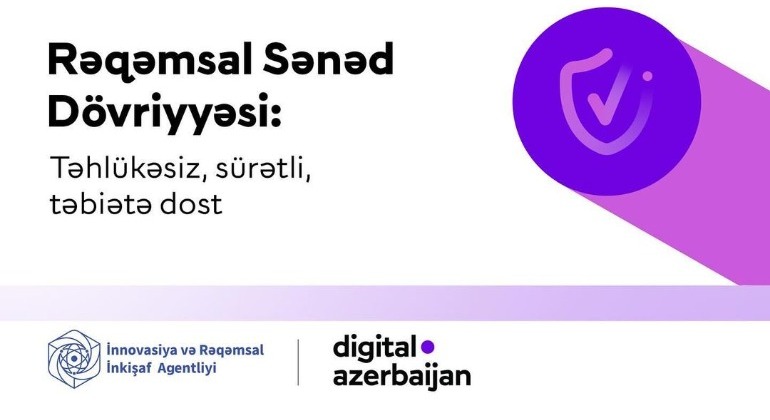 Rəqəmsal Sənəd
Dövriyyəsi:
Təhlükəsiz, sürətli,
təbiətə dost
İnnovasiya və Rəqəmsal
İnkişaf Agentliyi
digital
azerbaijan